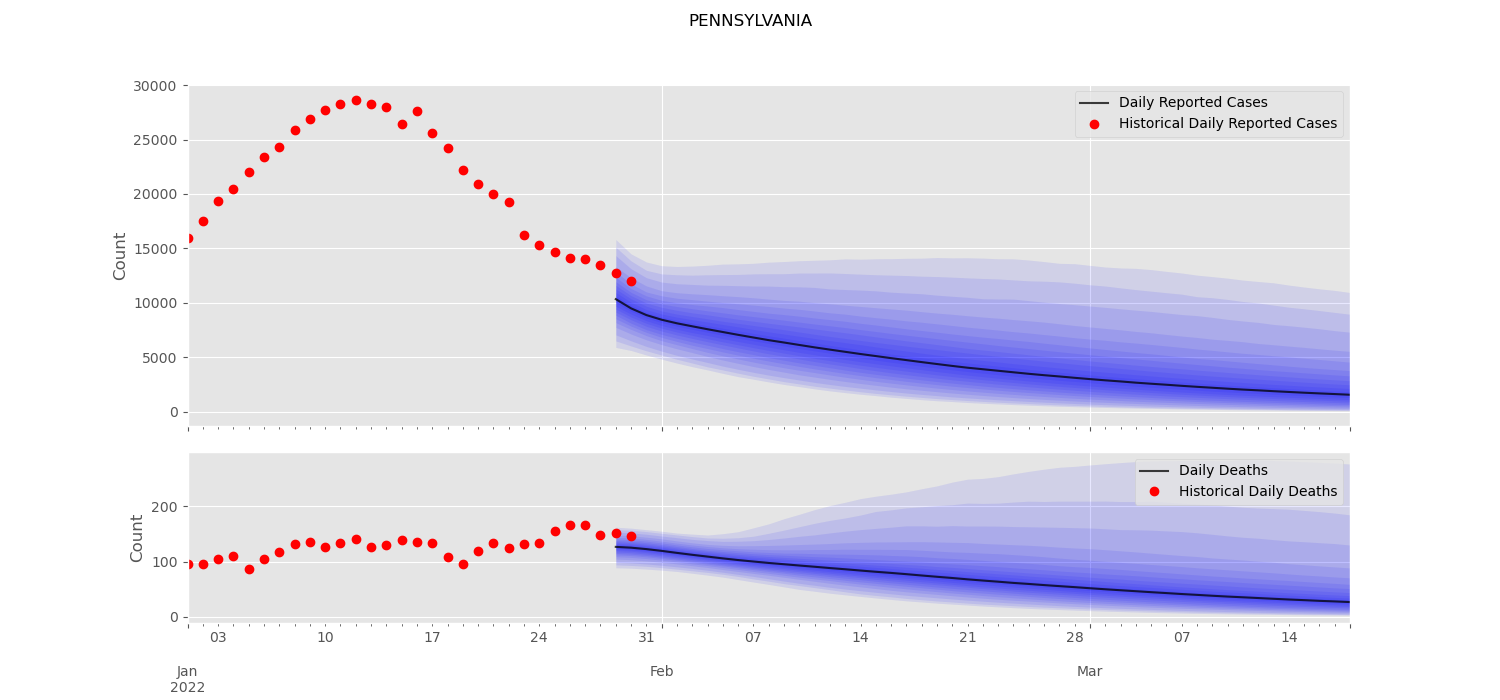 PENNSYLVANIA
30000
25000
20000
15000
10000
5000
0
Count
Daily Reported Cases
Historical Daily Reported Cases
200
100
0
Count
Daily Deaths
Historical Daily Deaths
03 10 17 24 31 07 14 21 28 07 14
Jan Feb Mar
2022